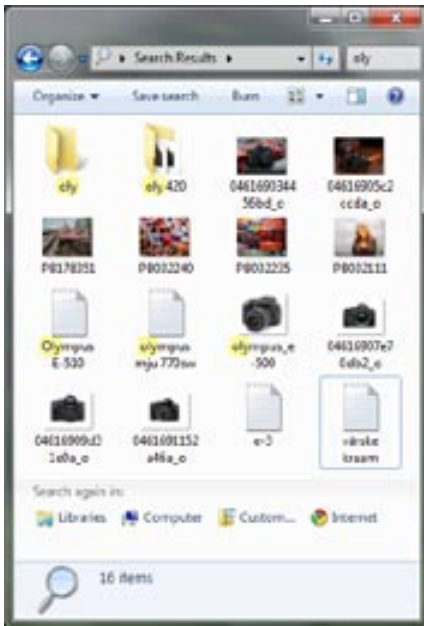 Search Results
oly
Organize
Save search
Burn
oly
oly 420
0461690344
36bd_o
04616905c2
ccda_o
P8178351
P8032240
P8032235
P8032111
Olympus
E-510
olympus
mju 770sw
olympus_e
-500
04616907e7
0db2_o
04616909d3
1e0a_o
0461691152
a46a_o
e-3
värske
kraam
Search again in:
Libraries
Computer
Custom...
Internet
16 items